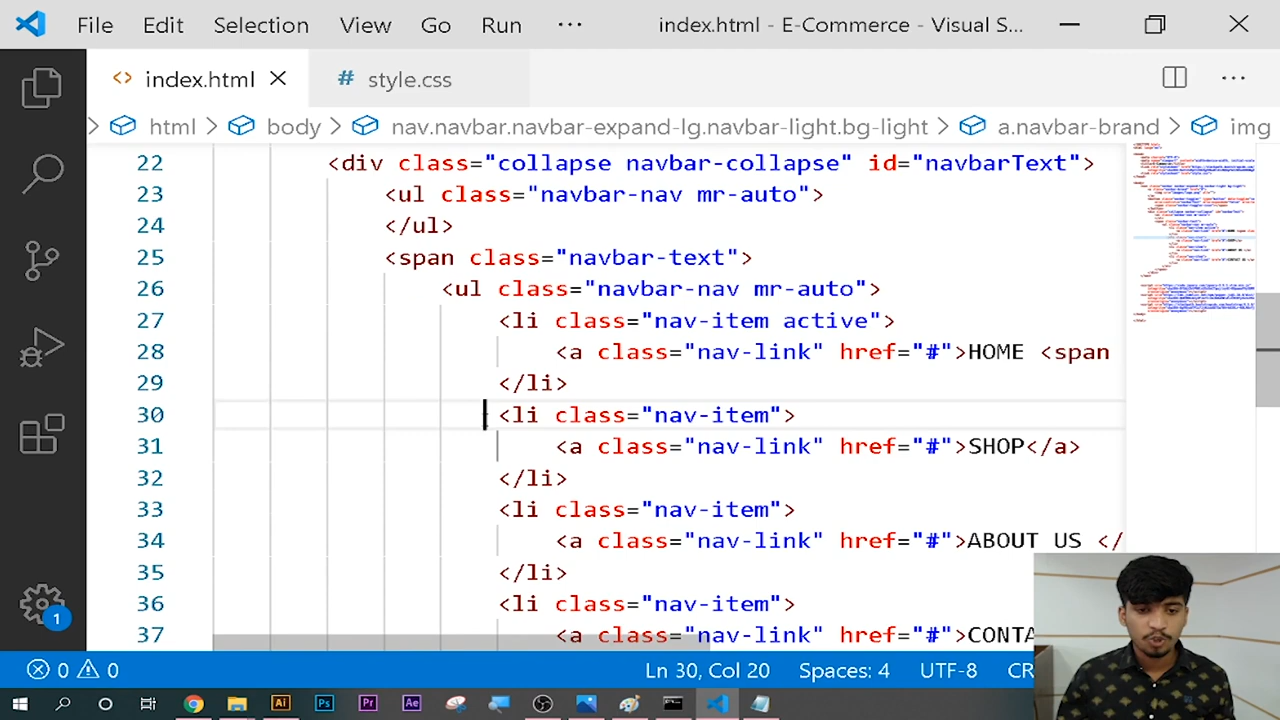 File Edit Selection View Go Run ··· index.html - E-Commerce - Visual S...
<> index.html # style.css ···
html > body > nav.navbar.navbar-expand-lg.navbar-light.bg-light > a.navbar-brand > img
22 <div class="collapse navbar-collapse" id="navbarText">
23 <ul class="navbar-nav mr-auto">
24 </ul>
25 <span class="navbar-text">
26 <ul class="navbar-nav mr-auto">
27 <li class="nav-item active">
28 <a class="nav-link" href="#">HOME <span
29 </li>
30 <li class="nav-item">
31 <a class="nav-link" href="#">SHOP</a>
32 </li>
33 <li class="nav-item">
34 <a class="nav-link" href="#">ABOUT US </
35 </li>
36 <li class="nav-item">
37 <a class="nav-link" href="#">CONTA
1
0 0 Ln 30, Col 20 Spaces: 4 UTF-8 CR
Ai Ps Pr Ae